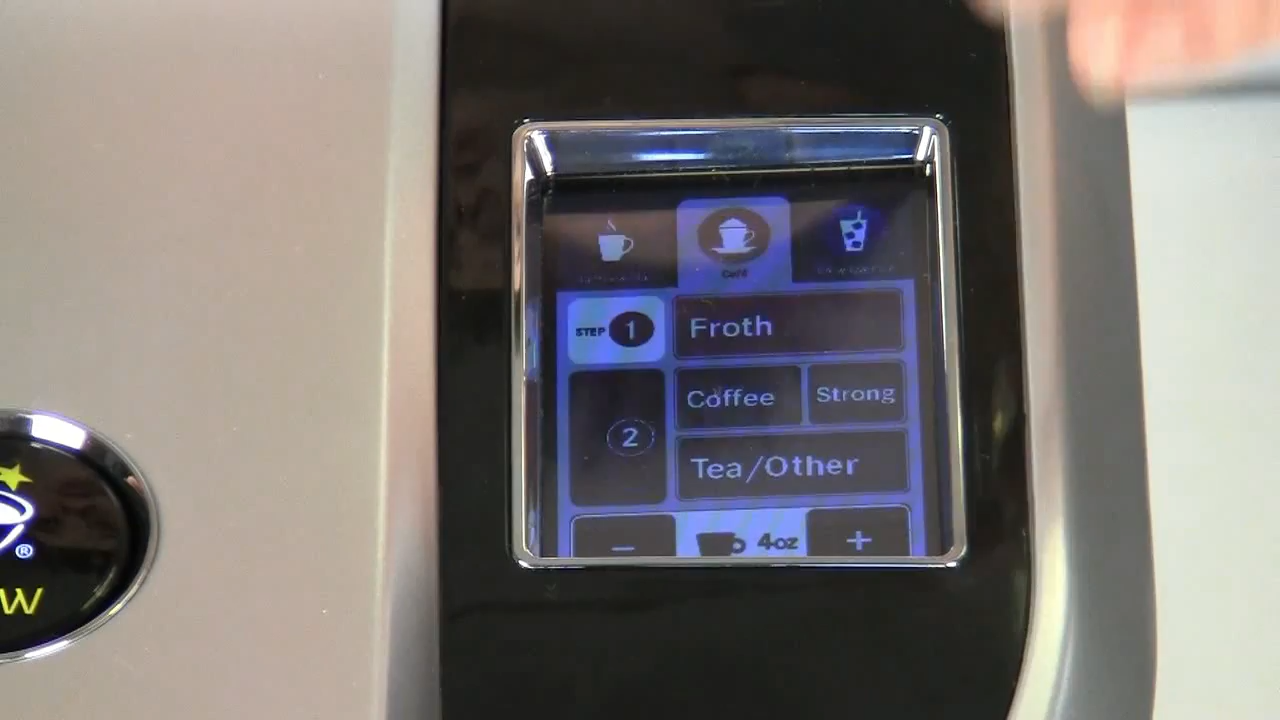 Café
STEP 1
Froth
Coffee
Strong
2
Tea/Other
- 4oz +
®
W